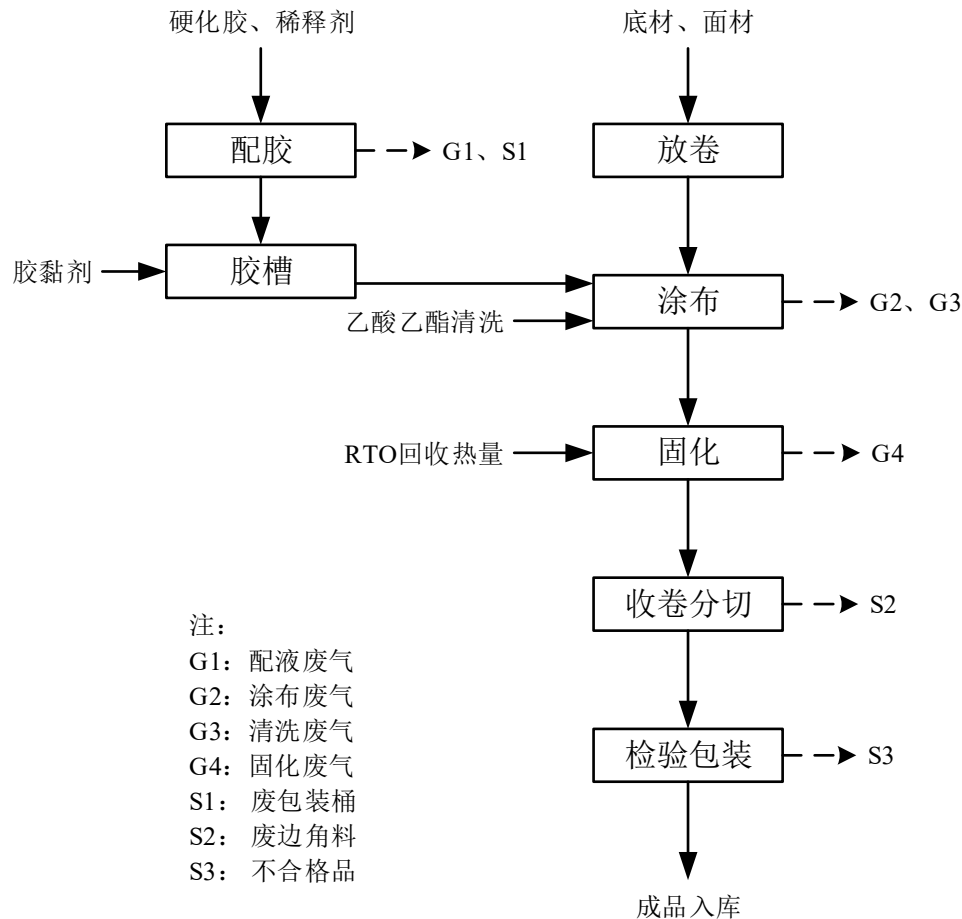 硬化胶、稀释剂
底材、面材
配胶
G1、S1
放卷
胶黏剂
胶槽
涂布
G2、G3
乙酸乙酯清洗
RTO回收热量
固化
G4
收卷分切
S2
检验包装
S3
成品入库
注：
G1：配液废气
G2：涂布废气
G3：清洗废气
G4：固化废气
S1： 废包装桶
S2： 废边角料
S3： 不合格品